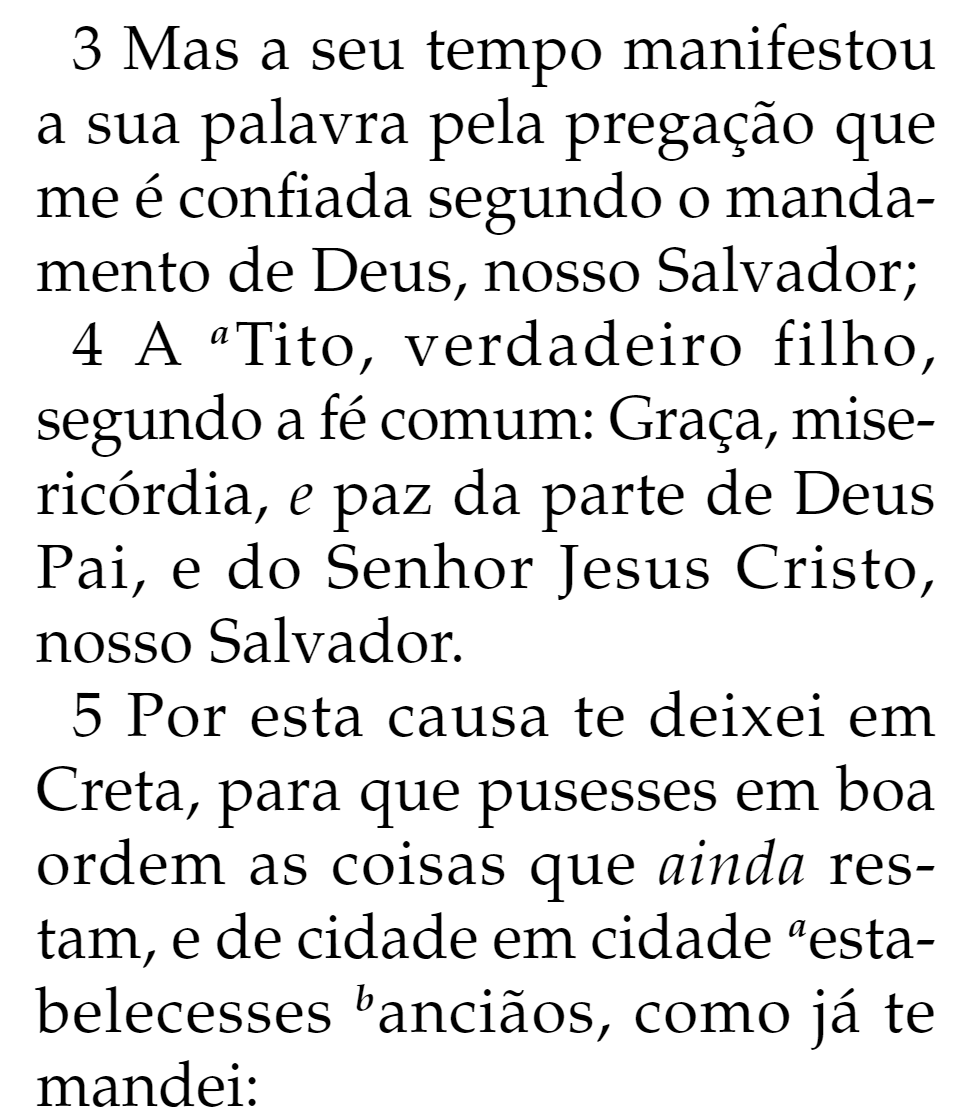 3 Mas a seu tempo manifestou
a sua palavra pela pregação que
me é confiada segundo o manda-
mento de Deus, nosso Salvador;
4 A ᵃTito, verdadeiro filho,
segundo a fé comum: Graça, mise-
ricórdia, e paz da parte de Deus
Pai, e do Senhor Jesus Cristo,
nosso Salvador.
5 Por esta causa te deixei em
Creta, para que pusesses em boa
ordem as coisas que ainda res-
tam, e de cidade em cidade ᵃesta-
belecesses ᵇanciãos, como já te
mandei: